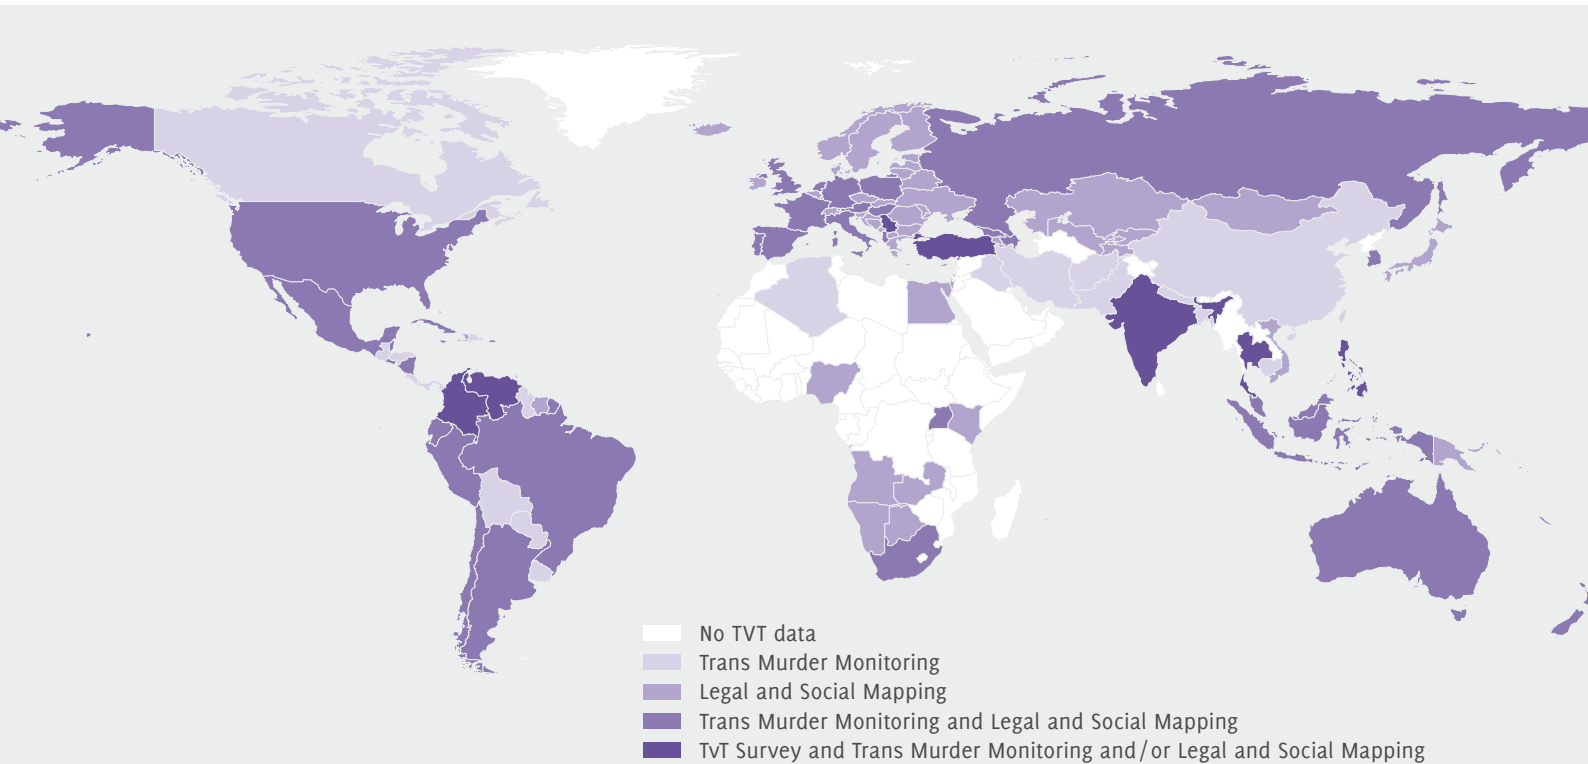 No TVT data
Trans Murder Monitoring
Legal and Social Mapping
Trans Murder Monitoring and Legal and Social Mapping
TvT Survey and Trans Murder Monitoring and/or Legal and Social Mapping